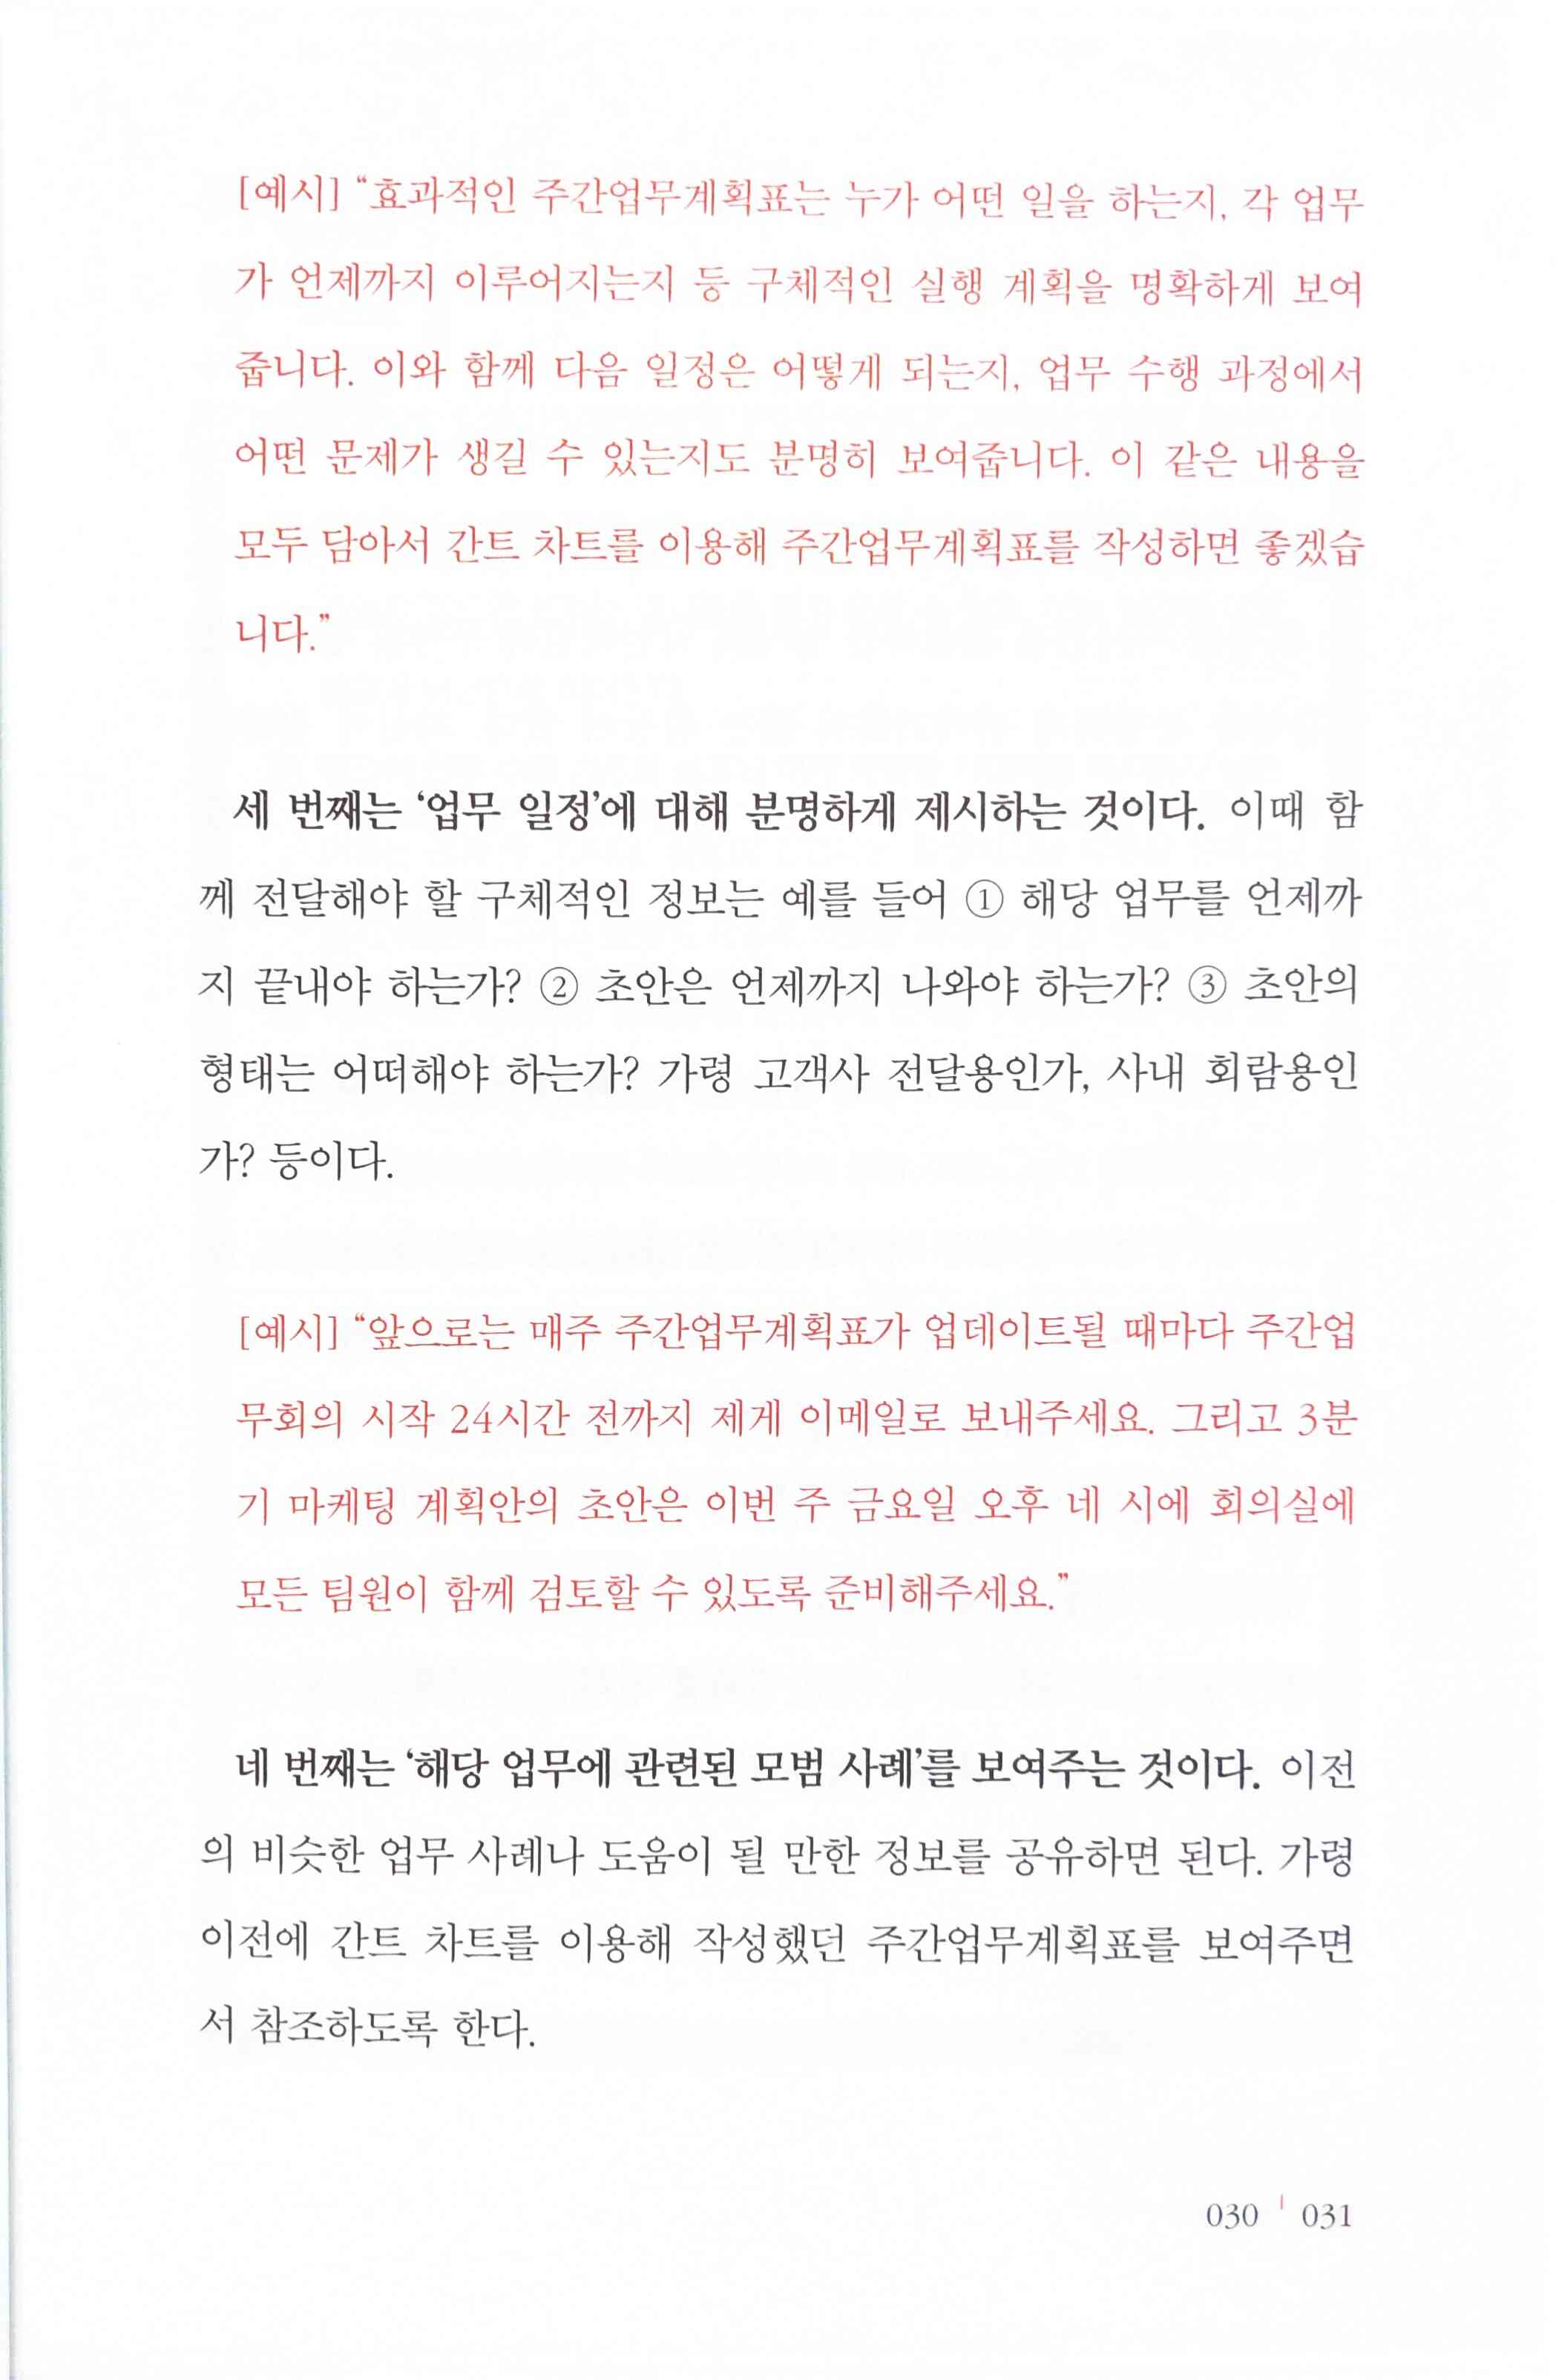 [예시] “효과적인 주간업무계획표는 누가 어떤 일을 하는지, 각 업무
가 언제까지 이루어지는지 등 구체적인 실행 계획을 명확하게 보여
줍니다. 이와 함께 다음 일정은 어떻게 되는지, 업무 수행 과정에서
어떤 문제가 생길 수 있는지도 분명히 보여줍니다. 이 같은 내용을
모두 담아서 간트 차트를 이용해 주간업무계획표를 작성하면 좋겠습
니다.”
세 번째는 ‘업무 일정’에 대해 분명하게 제시하는 것이다. 이때 함
께 전달해야 할 구체적인 정보는 예를 들어 ① 해당 업무를 언제까
지 끝내야 하는가? ② 초안은 언제까지 나와야 하는가? ③ 초안의
형태는 어떠해야 하는가? 가령 고객사 전달용인가, 사내 회람용인
가? 등이다.
[예시] “앞으로는 매주 주간업무계획표가 업데이트될 때마다 주간업
무회의 시작 24시간 전까지 제게 이메일로 보내주세요. 그리고 3분
기 마케팅 계획안의 초안은 이번 주 금요일 오후 네 시에 회의실에
모든 팀원이 함께 검토할 수 있도록 준비해주세요.”
네 번째는 ‘해당 업무에 관련된 모범 사례’를 보여주는 것이다. 이전
의 비슷한 업무 사례나 도움이 될 만한 정보를 공유하면 된다. 가령
이전에 간트 차트를 이용해 작성했던 주간업무계획표를 보여주면
서 참조하도록 한다.
030 | 031